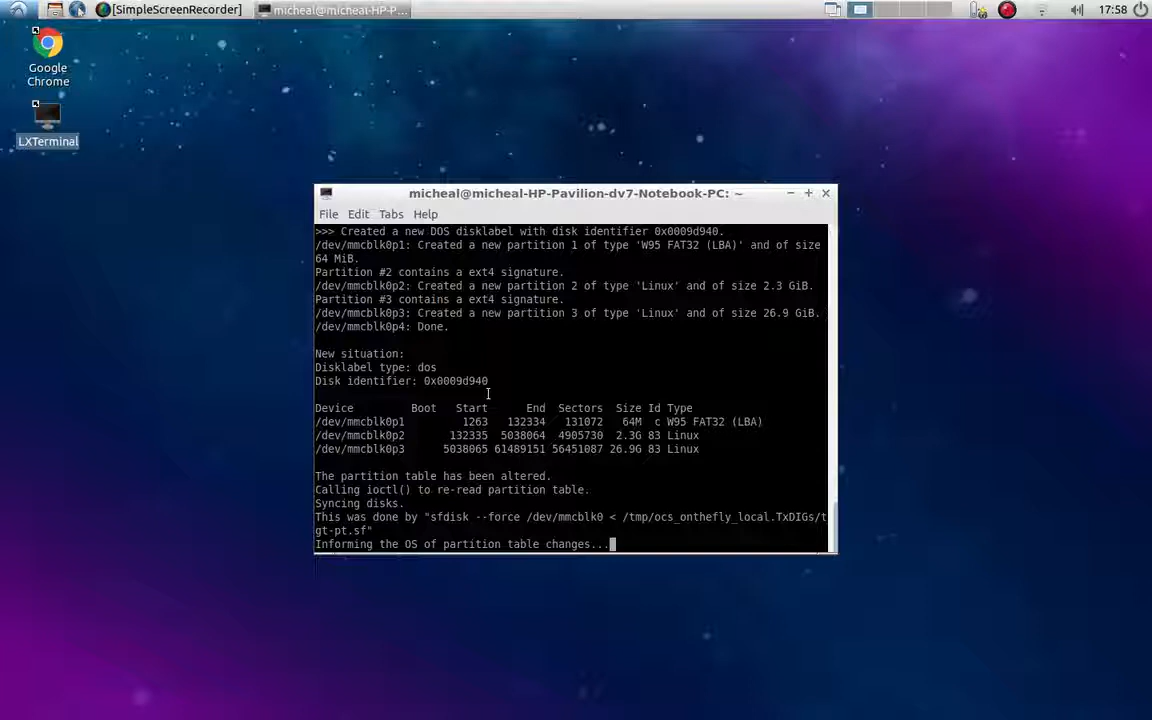 [SimpleScreenRecorder]
micheal@micheal-HP-P...
17:58
Google
Chrome
LXTerminal
micheal@micheal-HP-Pavilion-dv7-Notebook-PC: ~
File Edit Tabs Help
>>> Created a new DOS disklabel with disk identifier 0x0009d940.
/dev/mmcblk0p1: Created a new partition 1 of type 'W95 FAT32 (LBA)' and of size
64 MiB.
Partition #2 contains a ext4 signature.
/dev/mmcblk0p2: Created a new partition 2 of type 'Linux' and of size 2.3 GiB.
Partition #3 contains a ext4 signature.
/dev/mmcblk0p3: Created a new partition 3 of type 'Linux' and of size 26.9 GiB.
/dev/mmcblk0p4: Done.
New situation:
Disklabel type: dos
Disk identifier: 0x0009d940
Device Boot Start End Sectors Size Id Type
/dev/mmcblk0p1 1263 132334 131072 64M c W95 FAT32 (LBA)
/dev/mmcblk0p2 132335 5038064 4905730 2.3G 83 Linux
/dev/mmcblk0p3 5038065 61489151 56451087 26.9G 83 Linux
The partition table has been altered.
Calling ioctl() to re-read partition table.
Syncing disks.
This was done by "sfdisk --force /dev/mmcblk0 < /tmp/ocs_onthefly_local.TxDIGs/t
gt-pt.sf"
Informing the OS of partition table changes...